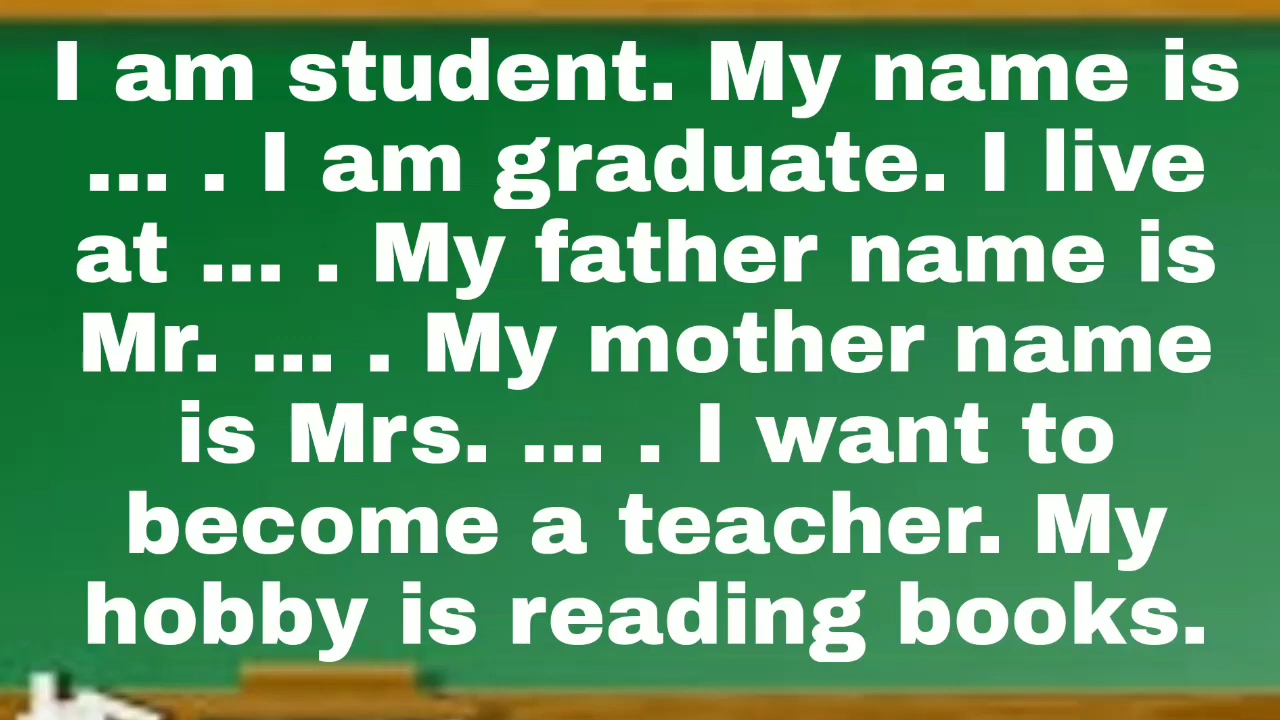 I am student. My name is
... . I am graduate. I live
at ... . My father name is
Mr. ... . My mother name
is Mrs. ... . I want to
become a teacher. My
hobby is reading books.